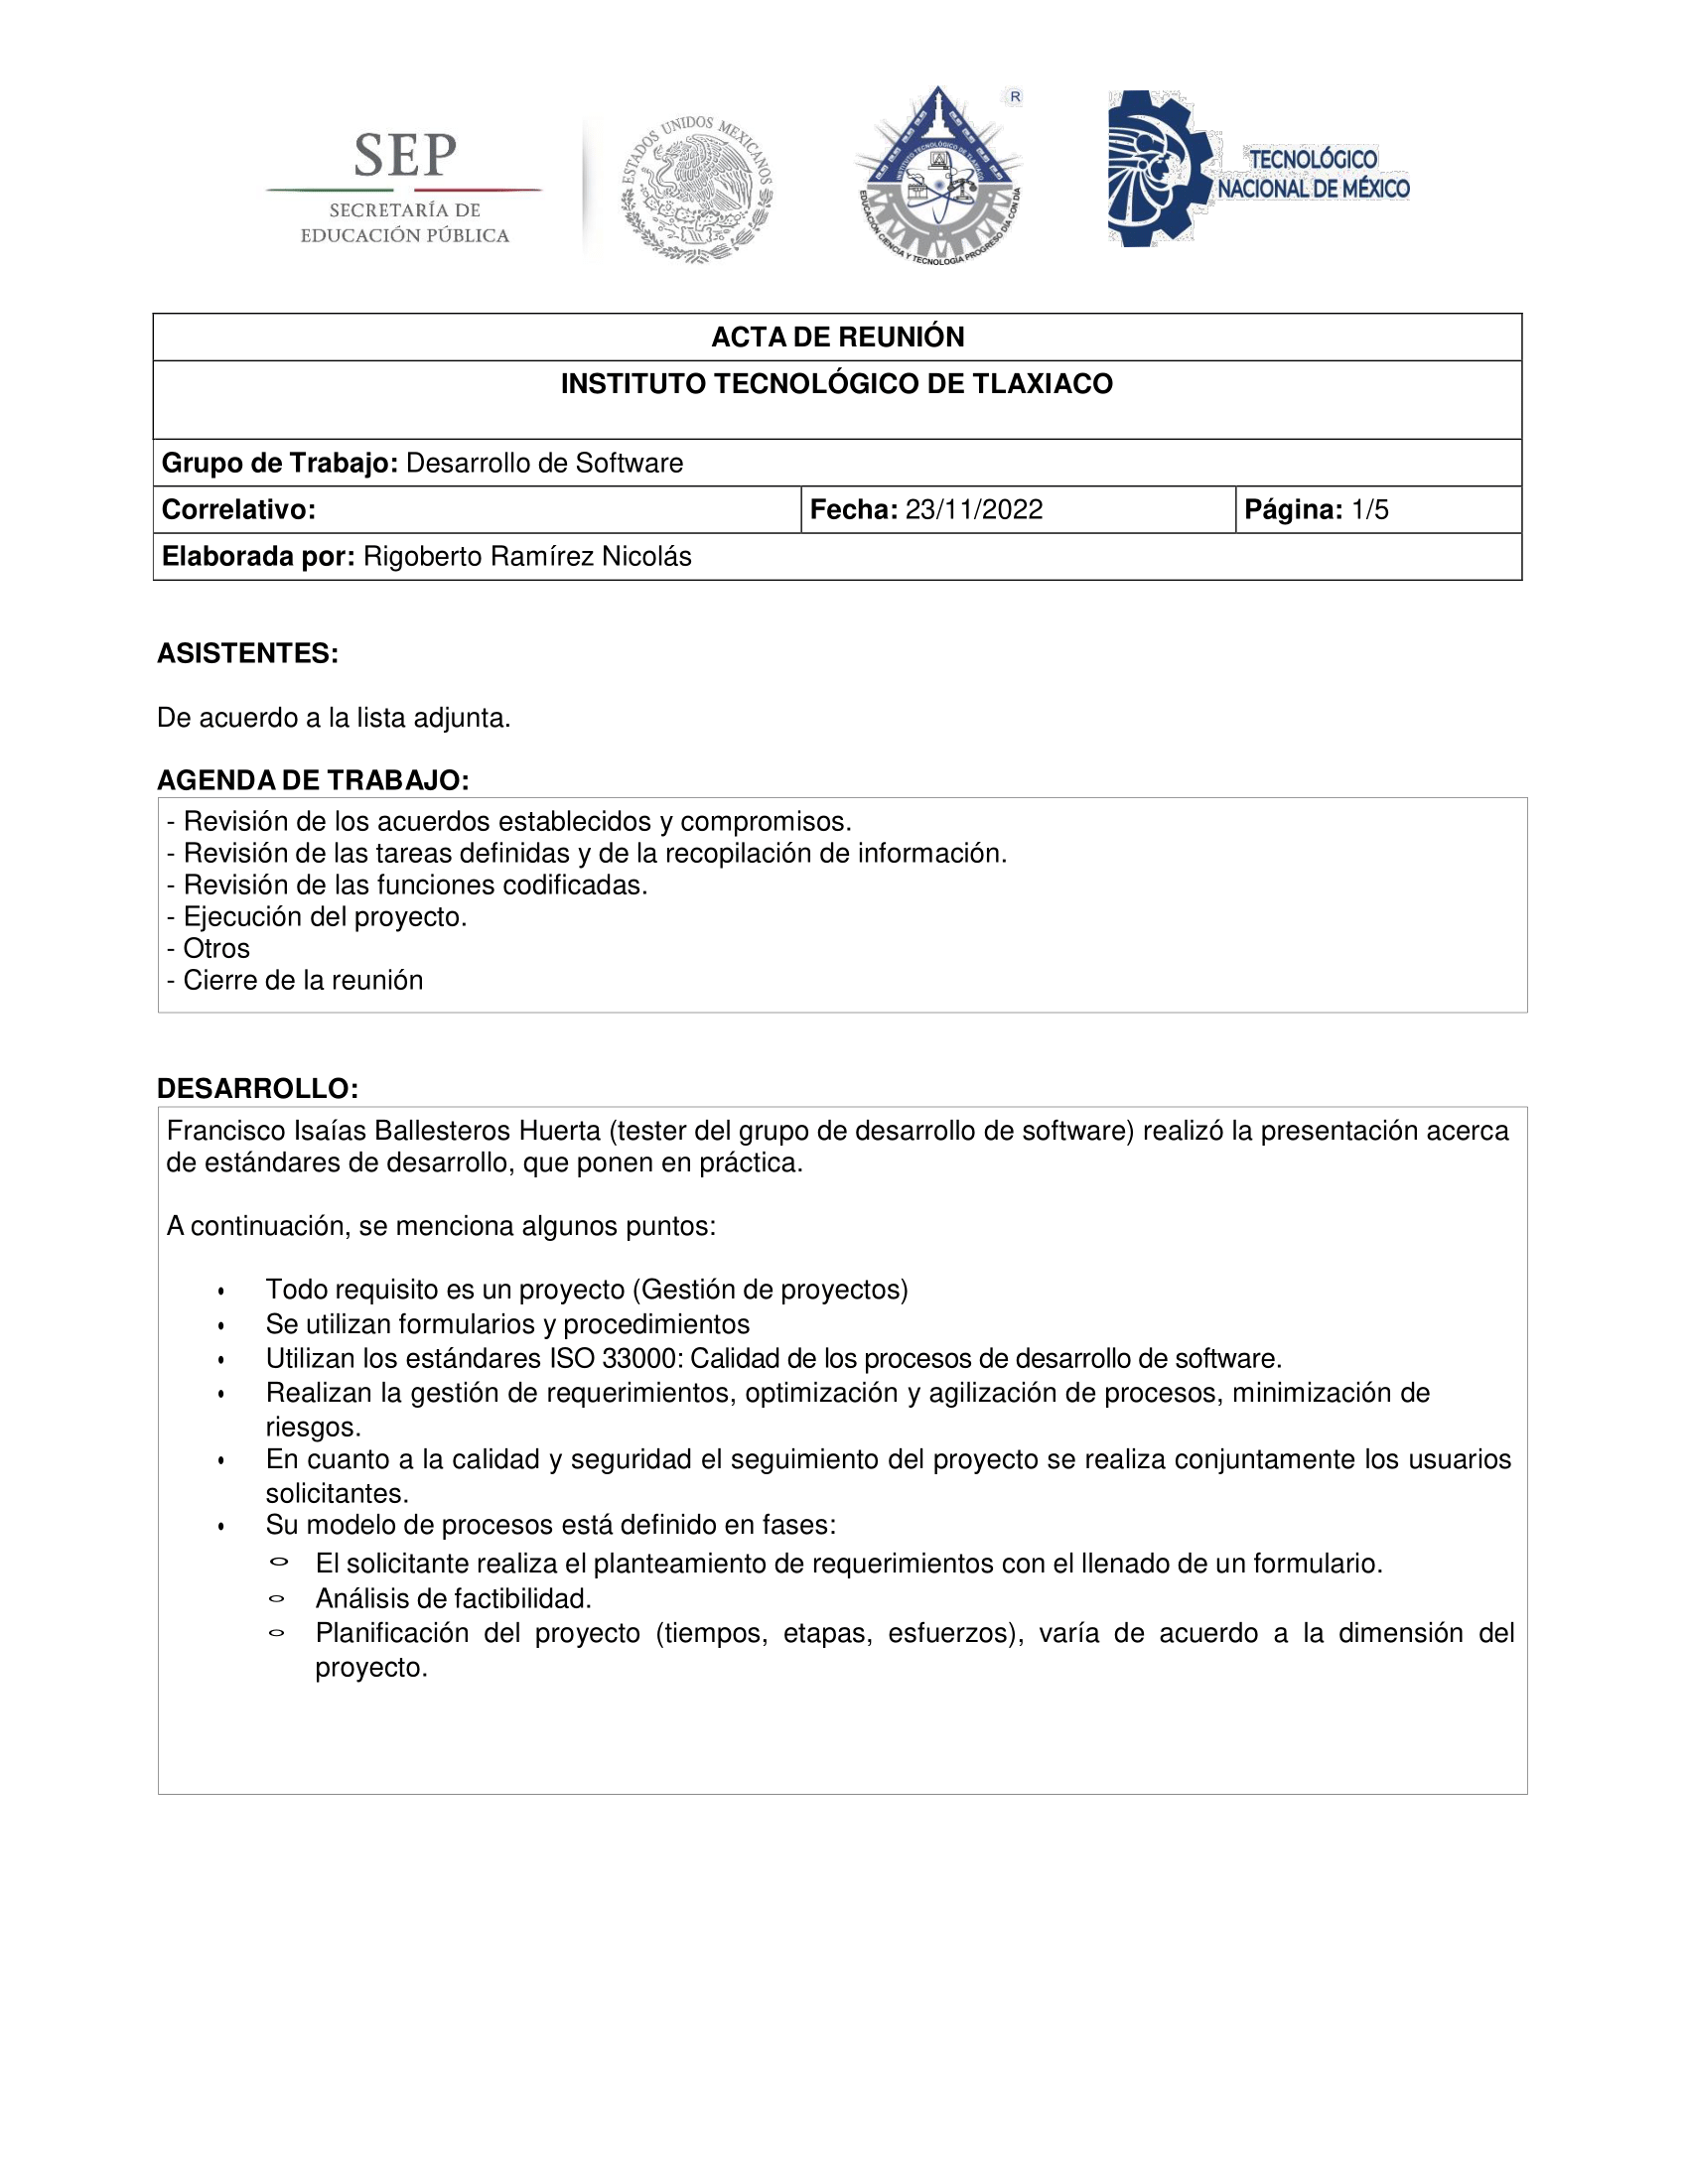 SEP
SECRETARÍA DE
EDUCACIÓN PÚBLICA
ESTADOS UNIDOS MEXICANOS
R
INSTITUTO TECNOLÓGICO DE TLAXIACO
EDUCACIÓN CIENCIA Y TECNOLOGÍA PROGRESO DÍA CON DÍA
TECNOLÓGICO
NACIONAL DE MÉXICO
ACTA DE REUNIÓN
INSTITUTO TECNOLÓGICO DE TLAXIACO
Grupo de Trabajo: Desarrollo de Software
Correlativo: Fecha: 23/11/2022 Página: 1/5
Elaborada por: Rigoberto Ramírez Nicolás
ASISTENTES:
De acuerdo a la lista adjunta.
AGENDA DE TRABAJO:
- Revisión de los acuerdos establecidos y compromisos.
- Revisión de las tareas definidas y de la recopilación de información.
- Revisión de las funciones codificadas.
- Ejecución del proyecto.
- Otros
- Cierre de la reunión
DESARROLLO:
Francisco Isaías Ballesteros Huerta (tester del grupo de desarrollo de software) realizó la presentación acerca
de estándares de desarrollo, que ponen en práctica.
A continuación, se menciona algunos puntos:
• Todo requisito es un proyecto (Gestión de proyectos)
• Se utilizan formularios y procedimientos
• Utilizan los estándares ISO 33000: Calidad de los procesos de desarrollo de software.
• Realizan la gestión de requerimientos, optimización y agilización de procesos, minimización de
riesgos.
• En cuanto a la calidad y seguridad el seguimiento del proyecto se realiza conjuntamente los usuarios
solicitantes.
• Su modelo de procesos está definido en fases:
○ El solicitante realiza el planteamiento de requerimientos con el llenado de un formulario.
○ Análisis de factibilidad.
○ Planificación del proyecto (tiempos, etapas, esfuerzos), varía de acuerdo a la dimensión del
proyecto.